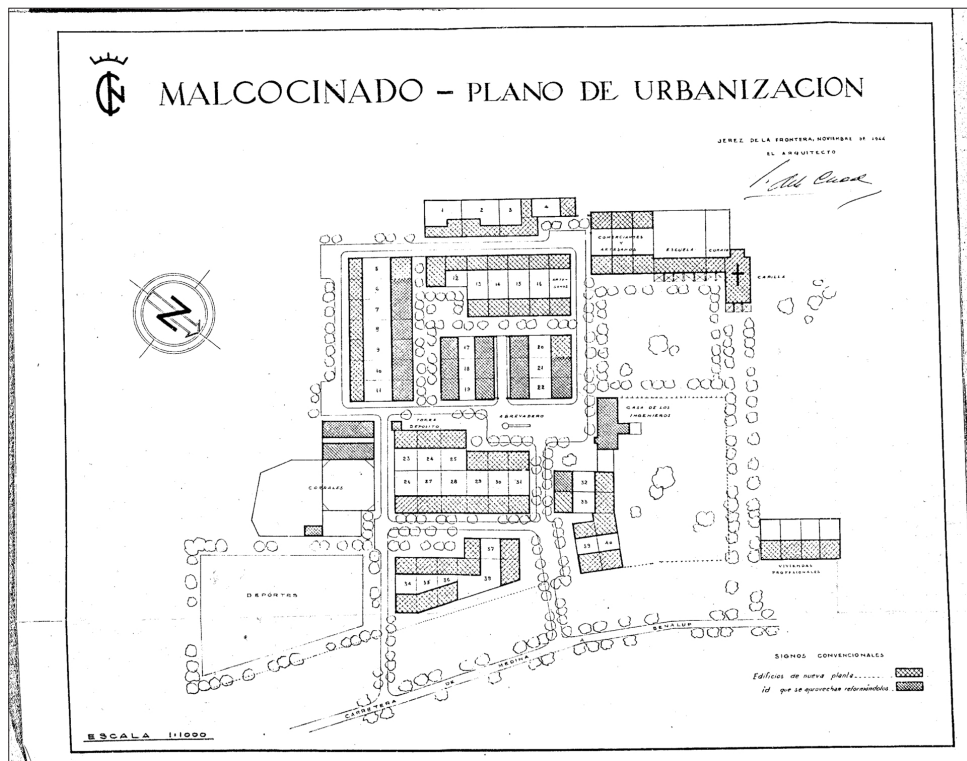 MALCOCINADO – PLANO DE URBANIZACION
JEREZ DE LA FRONTERA, NOVIEMBRE DE 1944
EL ARQUITECTO
1 2 3 4
COMERCIANTES
Y
ARTESANOS
ESCUELA
CURA
CAPILLA
5
6
7
8
9
10
11
12 13 14 15 16
17
18
19
20
21
22
CASA DE LOS
INGENIEROS
TORRE
DEPOSITO
ABREVADERO
23 24 25
26 27 28 29 30 31
32
33
CORRALES
34 35 36
37
38
39 40
DEPORTES
VIVIENDAS
PROFESIONALES
CARRETERA DE MEDINA A BENALUP
SIGNOS CONVENCIONALES
Edificios de nueva planta
id que se aprovechan reformándolos
ESCALA 1:1000